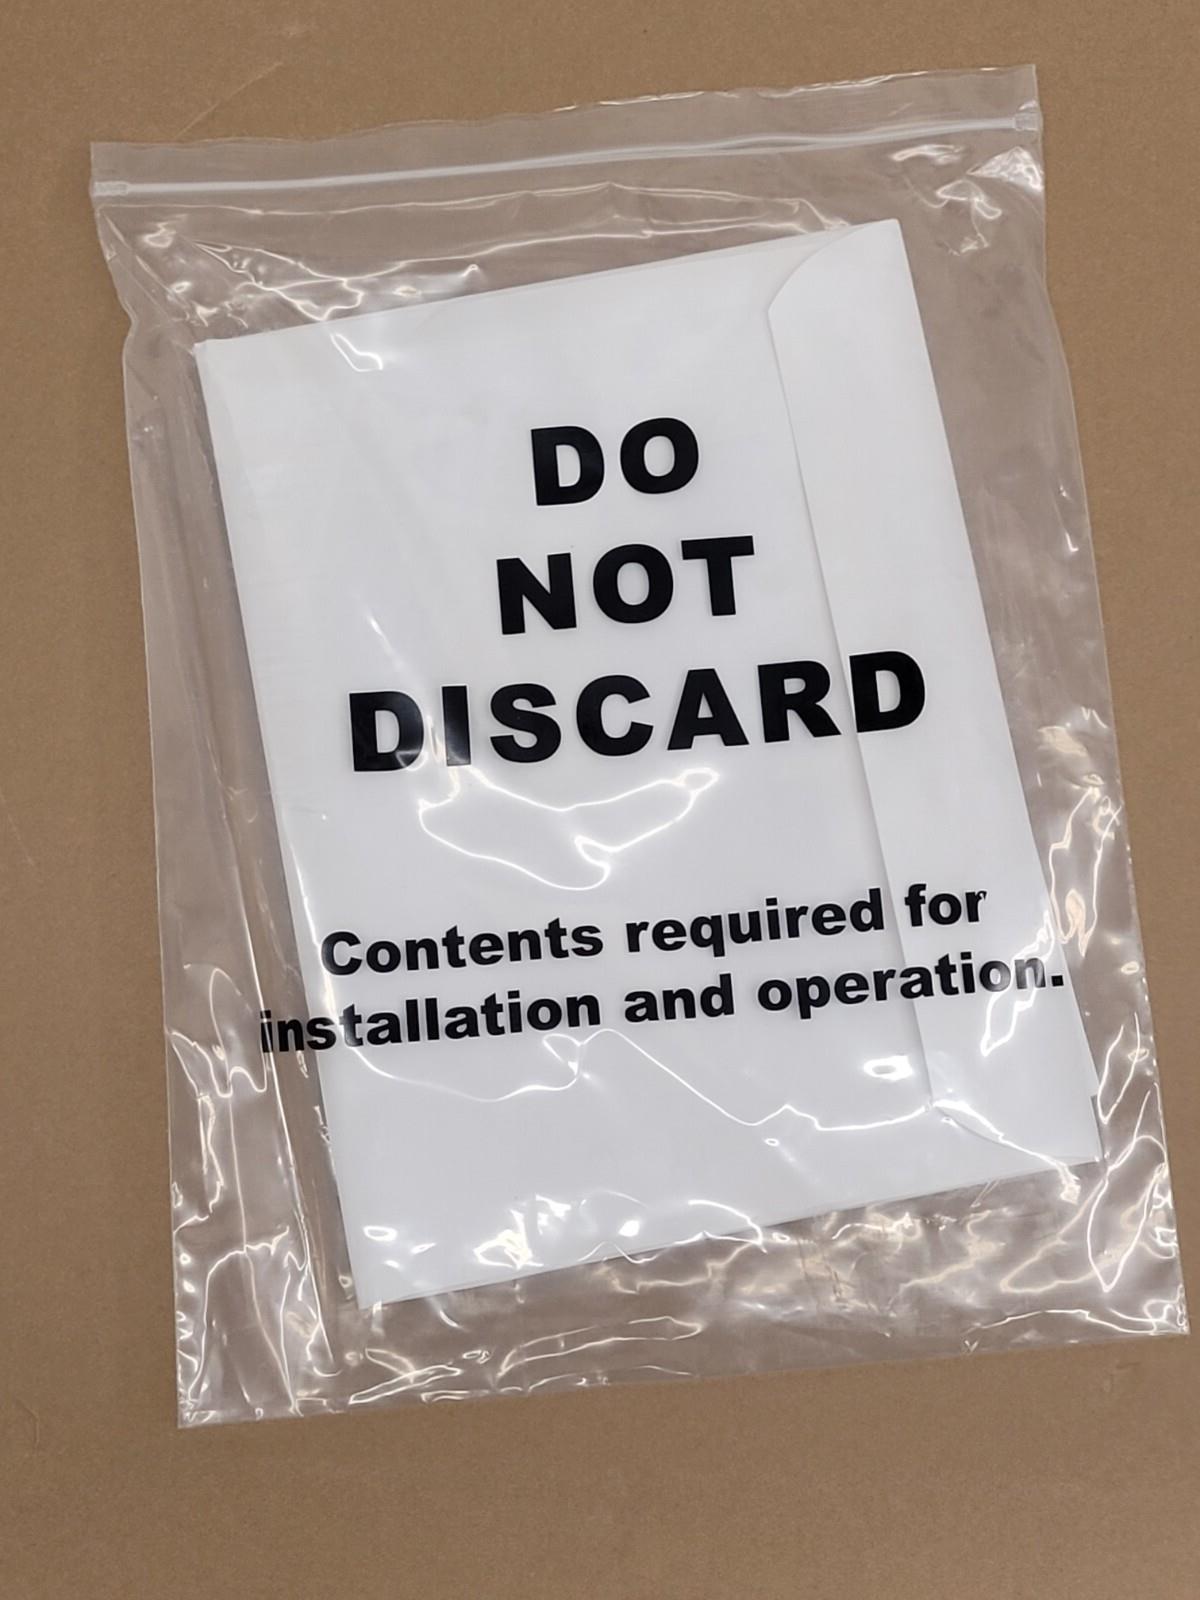 DO
NOT
DISCARD
Contents required for
installation and operation.